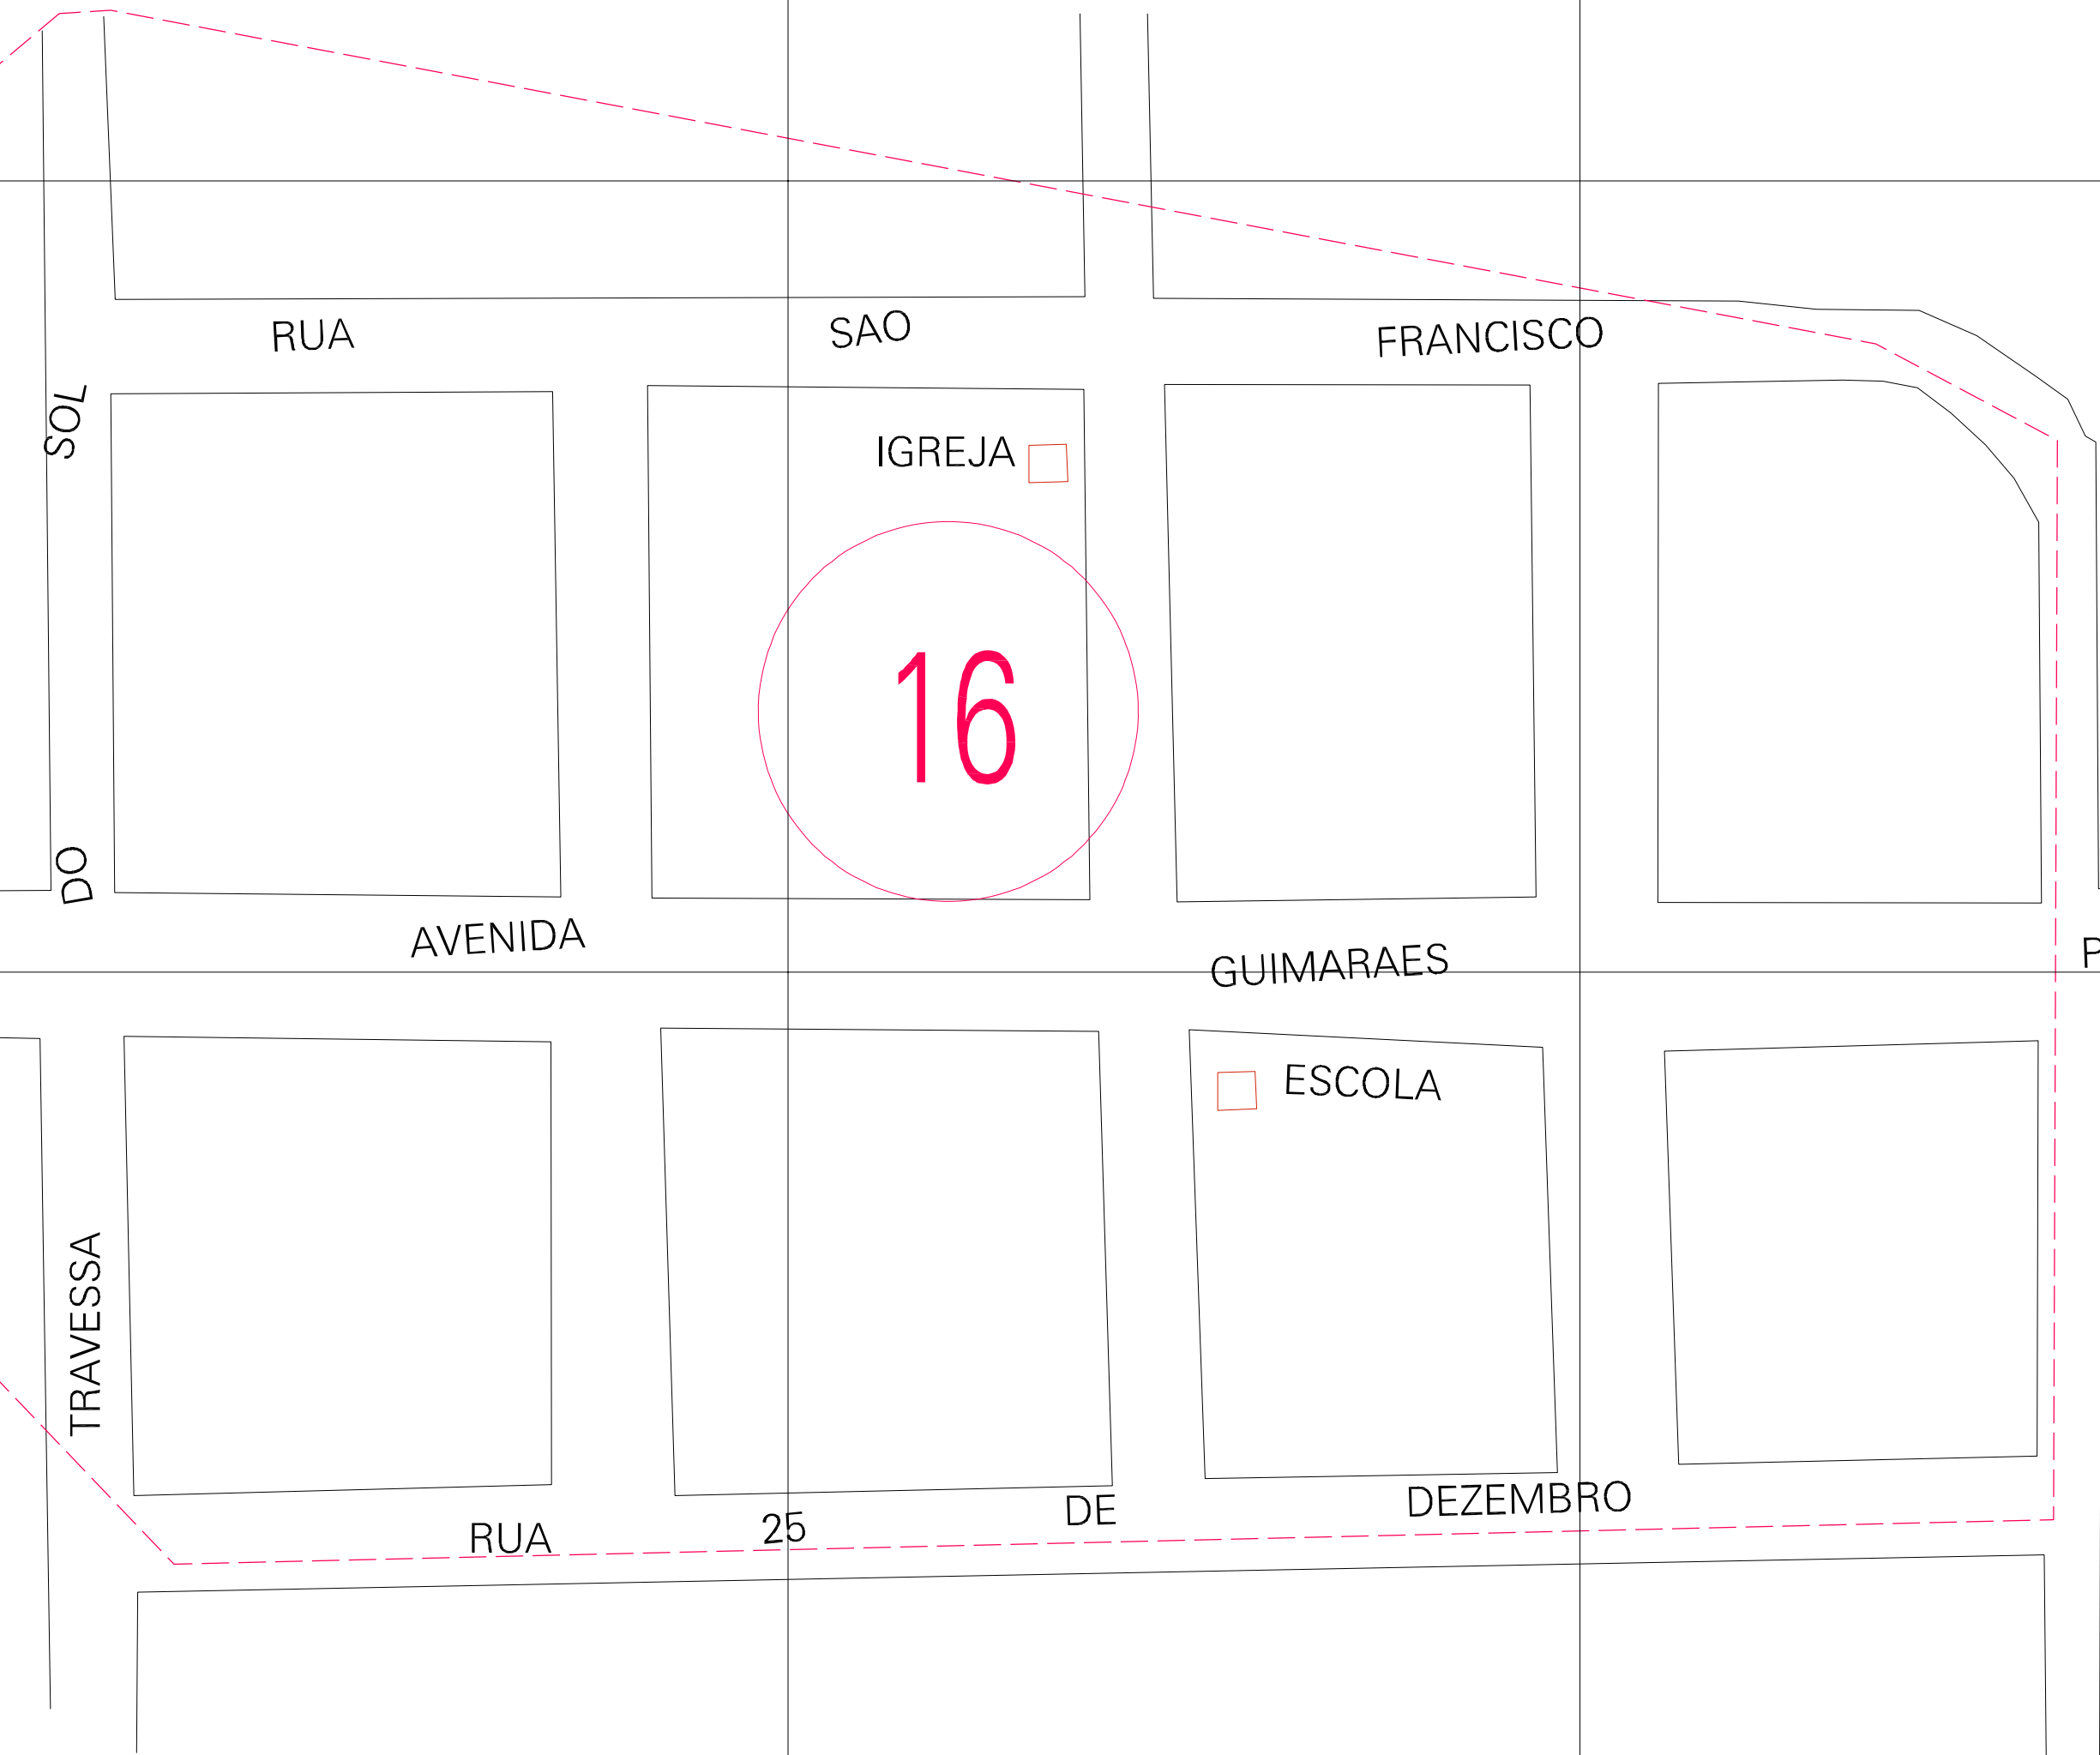 RUA SAO FRANCISCO
IGREJA
16
AVENIDA GUIMARAES
ESCOLA
TRAVESSA DO SOL
RUA 25 DE DEZEMBRO